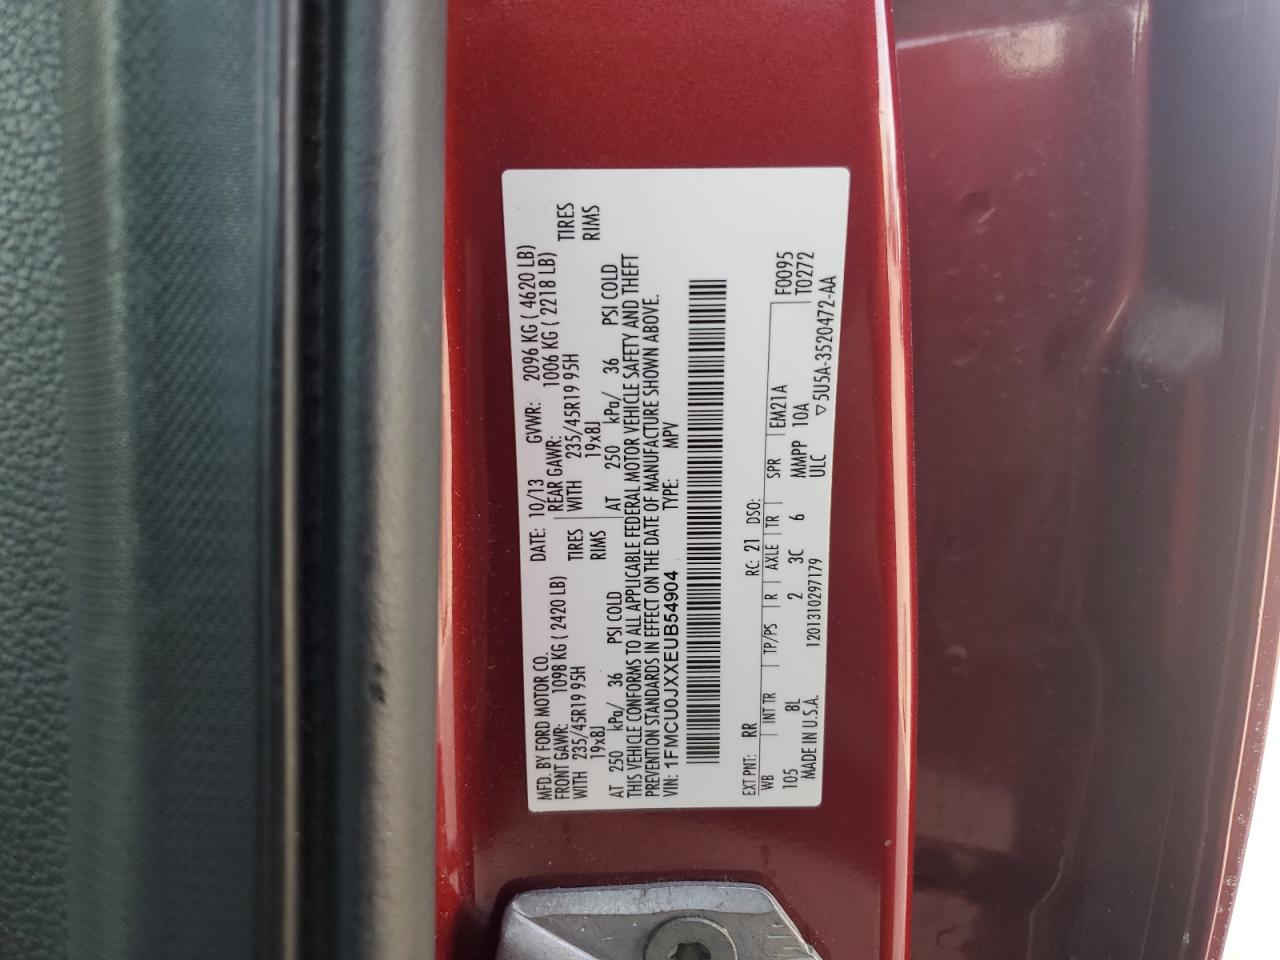 MFD. BY FORD MOTOR CO. DATE: 10/13 GVWR: 2096 KG ( 4620 LB)
FRONT GAWR: 1098 KG ( 2420 LB) REAR GAWR: 1006 KG ( 2218 LB)
WITH 235/45R19 95H TIRES WITH 235/45R19 95H TIRES
19x8J RIMS 19x8J RIMS
AT 250 kPa/ 36 PSI COLD AT 250 kPa/ 36 PSI COLD
THIS VEHICLE CONFORMS TO ALL APPLICABLE FEDERAL MOTOR VEHICLE SAFETY AND THEFT
PREVENTION STANDARDS IN EFFECT ON THE DATE OF MANUFACTURE SHOWN ABOVE.
VIN: 1FMCU0JXXEUB54904 TYPE: MPV
EXT PNT: RR RC: 21 DSO: F0095
WB INT TR TP/PS R AXLE TR SPR EM21A T0272
105 8L 2 3C 6 MMPP 10A
MADE IN U.S.A. 1201310297179 ULC ▽5U5A-3520472-AA